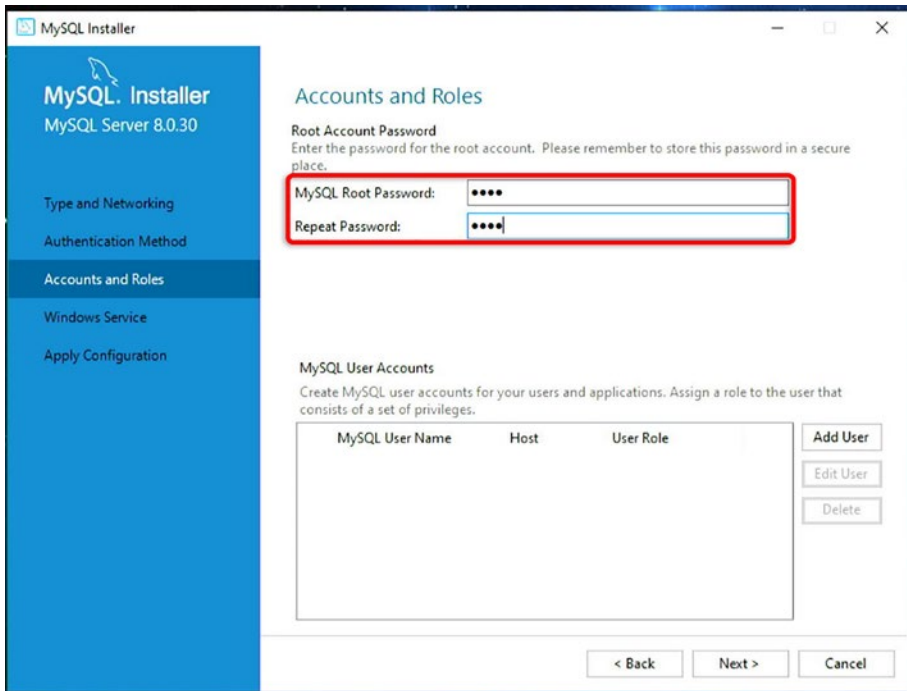 MySQL Installer
MySQL. Installer
MySQL Server 8.0.30
Type and Networking
Authentication Method
Accounts and Roles
Windows Service
Apply Configuration
Accounts and Roles
Root Account Password
Enter the password for the root account. Please remember to store this password in a secure
place.
MySQL Root Password: ••••
Repeat Password: ••••
MySQL User Accounts
Create MySQL user accounts for your users and applications. Assign a role to the user that
consists of a set of privileges.
MySQL User Name Host User Role
Add User
Edit User
Delete
< Back Next > Cancel